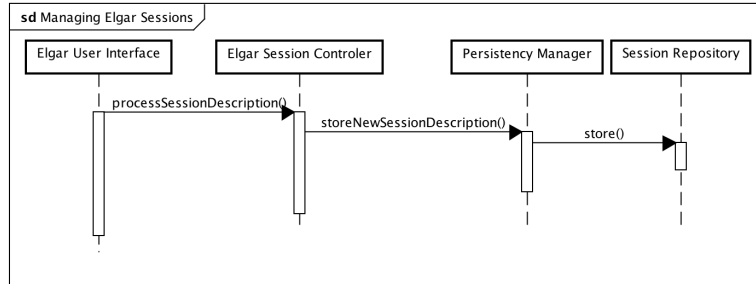 sd Managing Elgar Sessions
Elgar User Interface
Elgar Session Controler
Persistency Manager
Session Repository
processSessionDescription()
storeNewSessionDescription()
store()